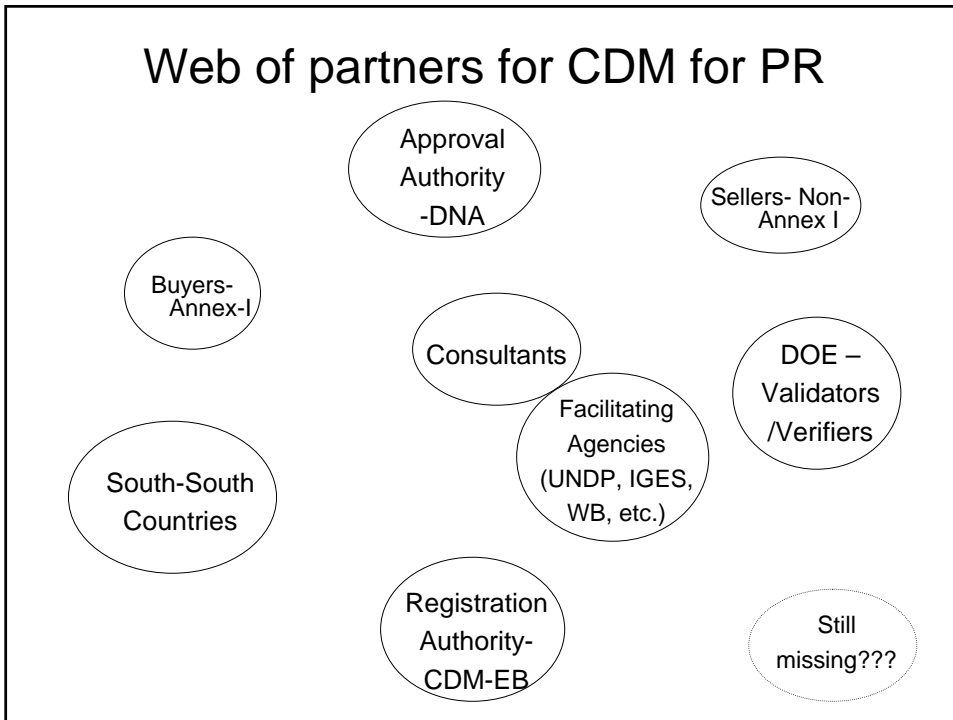 Web of partners for CDM for PR
Approval
Authority
-DNA
Sellers- Non-
Annex I
Buyers-
Annex-I
Consultants
DOE –
Validators
/Verifiers
Facilitating
Agencies
(UNDP, IGES,
WB, etc.)
South-South
Countries
Registration
Authority-
CDM-EB
Still
missing???